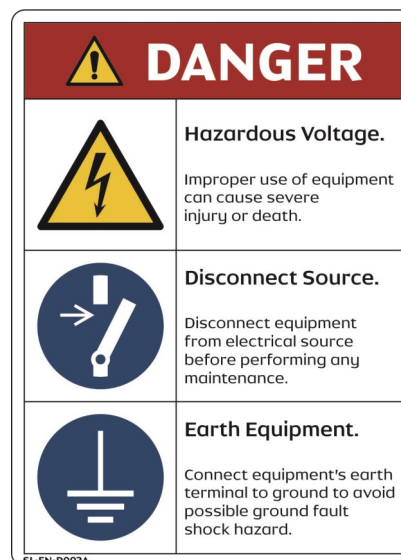 DANGER
Hazardous Voltage.
Improper use of equipment
can cause severe
injury or death.
Disconnect Source.
Disconnect equipment
from electrical source
before performing any
maintenance.
Earth Equipment.
Connect equipment's earth
terminal to ground to avoid
possible ground fault
shock hazard.